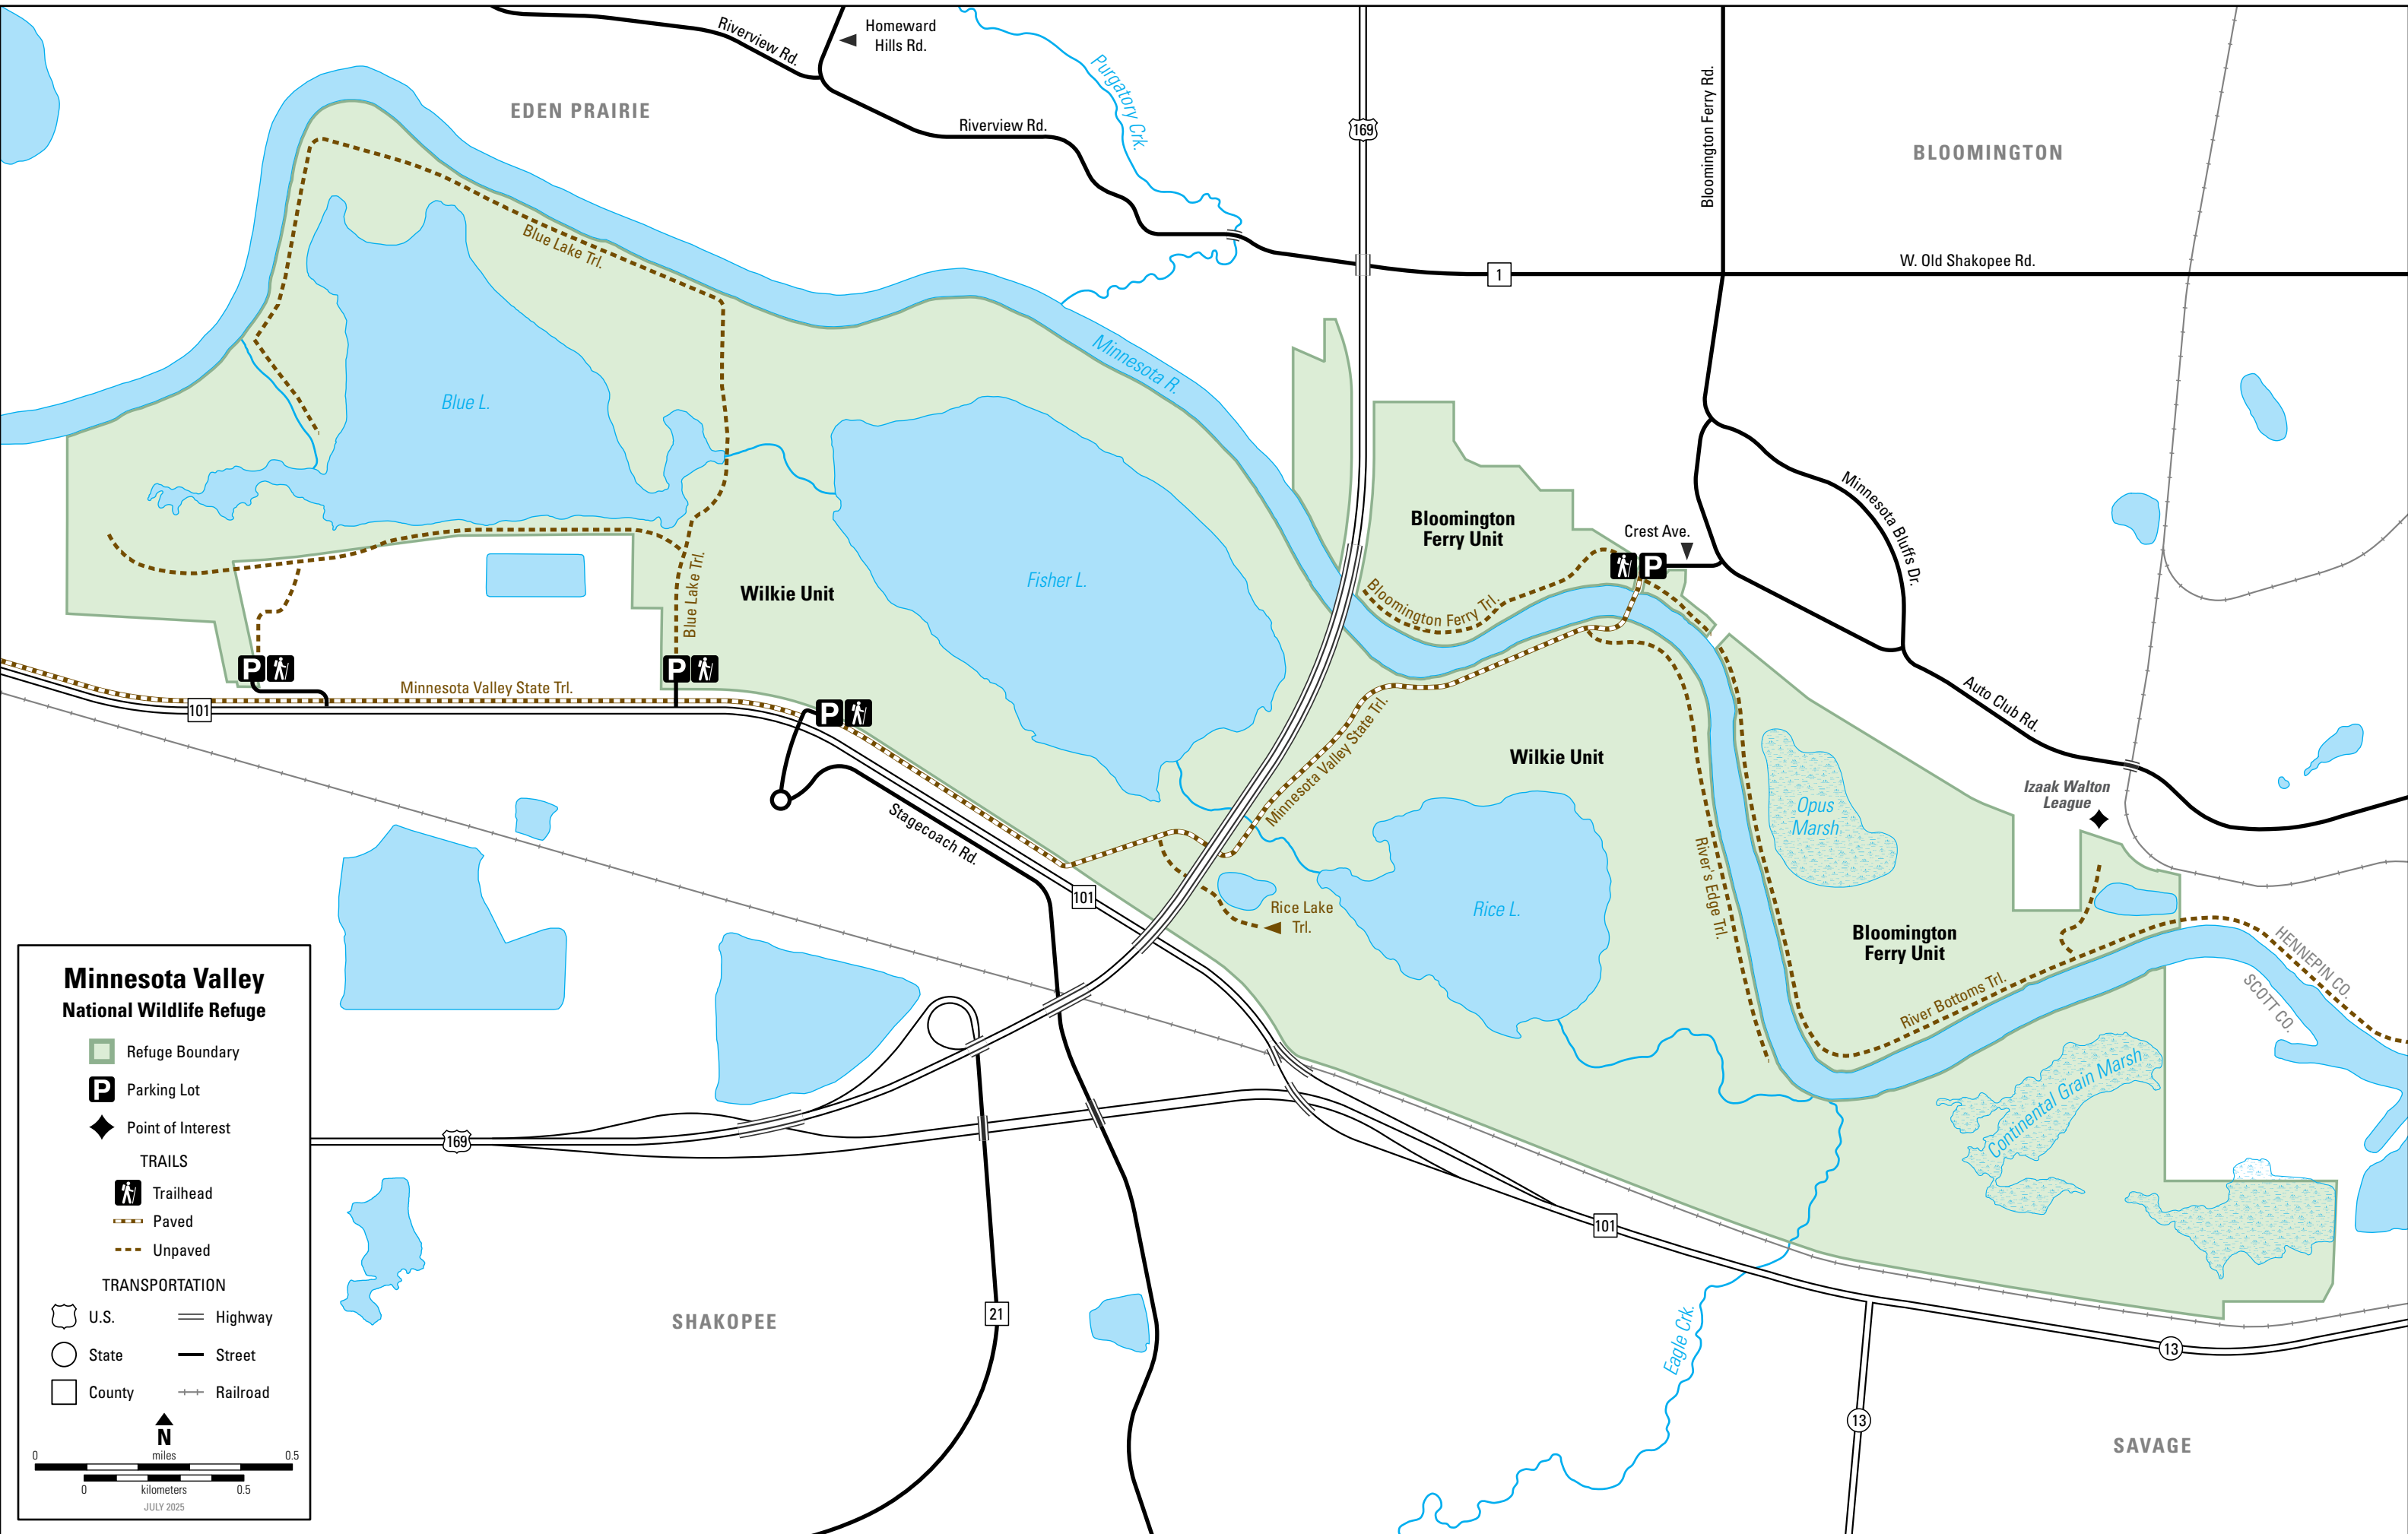 Riverview Rd.
Homeward
Hills Rd.
EDEN PRAIRIE
Purgatory Crk.
Riverview Rd.
169
Bloomington Ferry Rd.
BLOOMINGTON
Blue Lake Trl.
W. Old Shakopee Rd.
1
Minnesota R.
Blue L.
Minnesota Bluffs Dr.
Bloomington
Ferry Unit
Crest Ave.
P
Fisher L.
Wilkie Unit
Blue Lake Trl.
Bloomington Ferry Trl.
P
P
Minnesota Valley State Trl.
101
P
Auto Club Rd.
Minnesota Valley State Trl.
Wilkie Unit
Izaak Walton
League
Opus
Marsh
Stagecoach Rd.
River's Edge Trl.
101
Rice Lake
Trl.
Rice L.
Bloomington
Ferry Unit
HENNEPIN CO.
SCOTT CO.
River Bottoms Trl.
Continental Grain Marsh
169
101
Eagle Crk.
SHAKOPEE
21
13
13
SAVAGE
Minnesota Valley
National Wildlife Refuge
Refuge Boundary
P Parking Lot
Point of Interest
TRAILS
Trailhead
Paved
Unpaved
TRANSPORTATION
U.S. Highway
State Street
County Railroad
N
0 miles 0.5
0 kilometers 0.5
JULY 2025